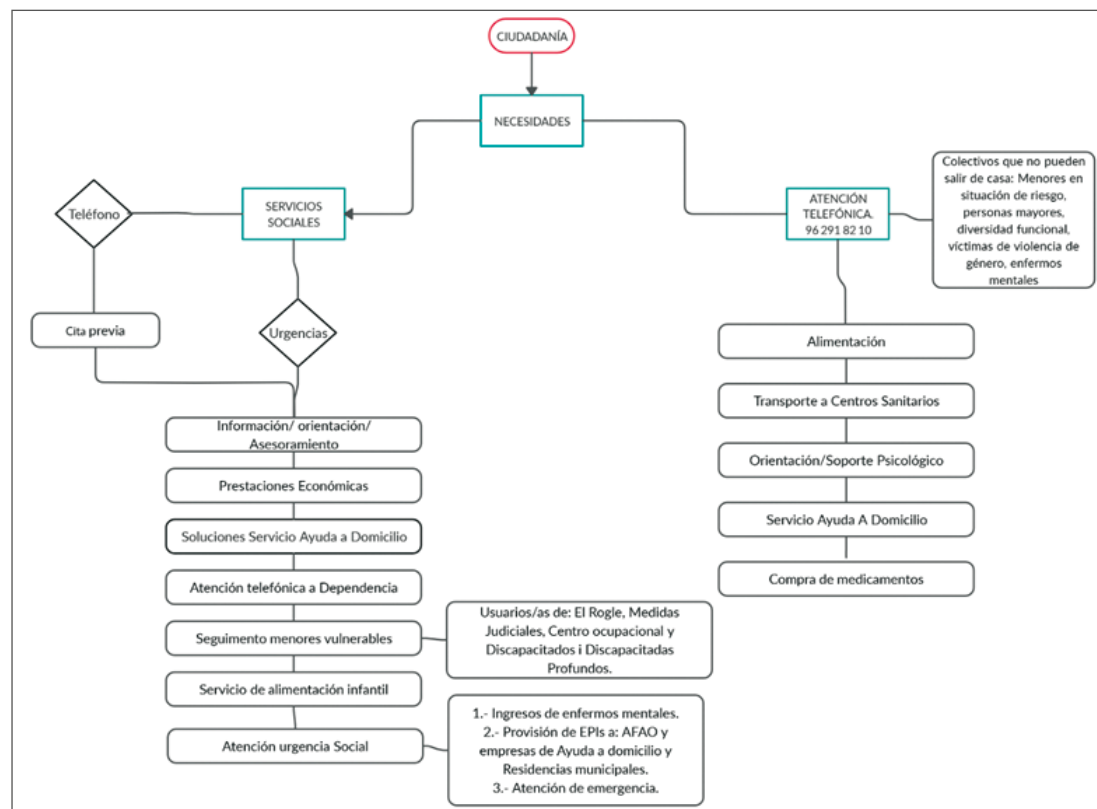 CIUDADANÍA
NECESIDADES
Teléfono
SERVICIOS
SOCIALES
Cita previa
Urgencias
Información/ orientación/
Asesoramiento
Prestaciones Económicas
Soluciones Servicio Ayuda a Domicilio
Atención telefónica a Dependencia
Seguimento menores vulnerables
Usuarios/as de: El Rogle, Medidas
Judiciales, Centro ocupacional y
Discapacitados i Discapacitadas
Profundos.
Servicio de alimentación infantil
Atención urgencia Social
1.- Ingresos de enfermos mentales.
2.- Provisión de EPIs a: AFAO y
empresas de Ayuda a domicilio y
Residencias municipales.
3.- Atención de emergencia.
ATENCIÓN
TELEFÓNICA.
96 291 82 10
Colectivos que no pueden
salir de casa: Menores en
situación de riesgo,
personas mayores,
diversidad funcional,
víctimas de violencia de
género, enfermos
mentales
Alimentación
Transporte a Centros Sanitarios
Orientación/Soporte Psicológico
Servicio Ayuda A Domicilio
Compra de medicamentos